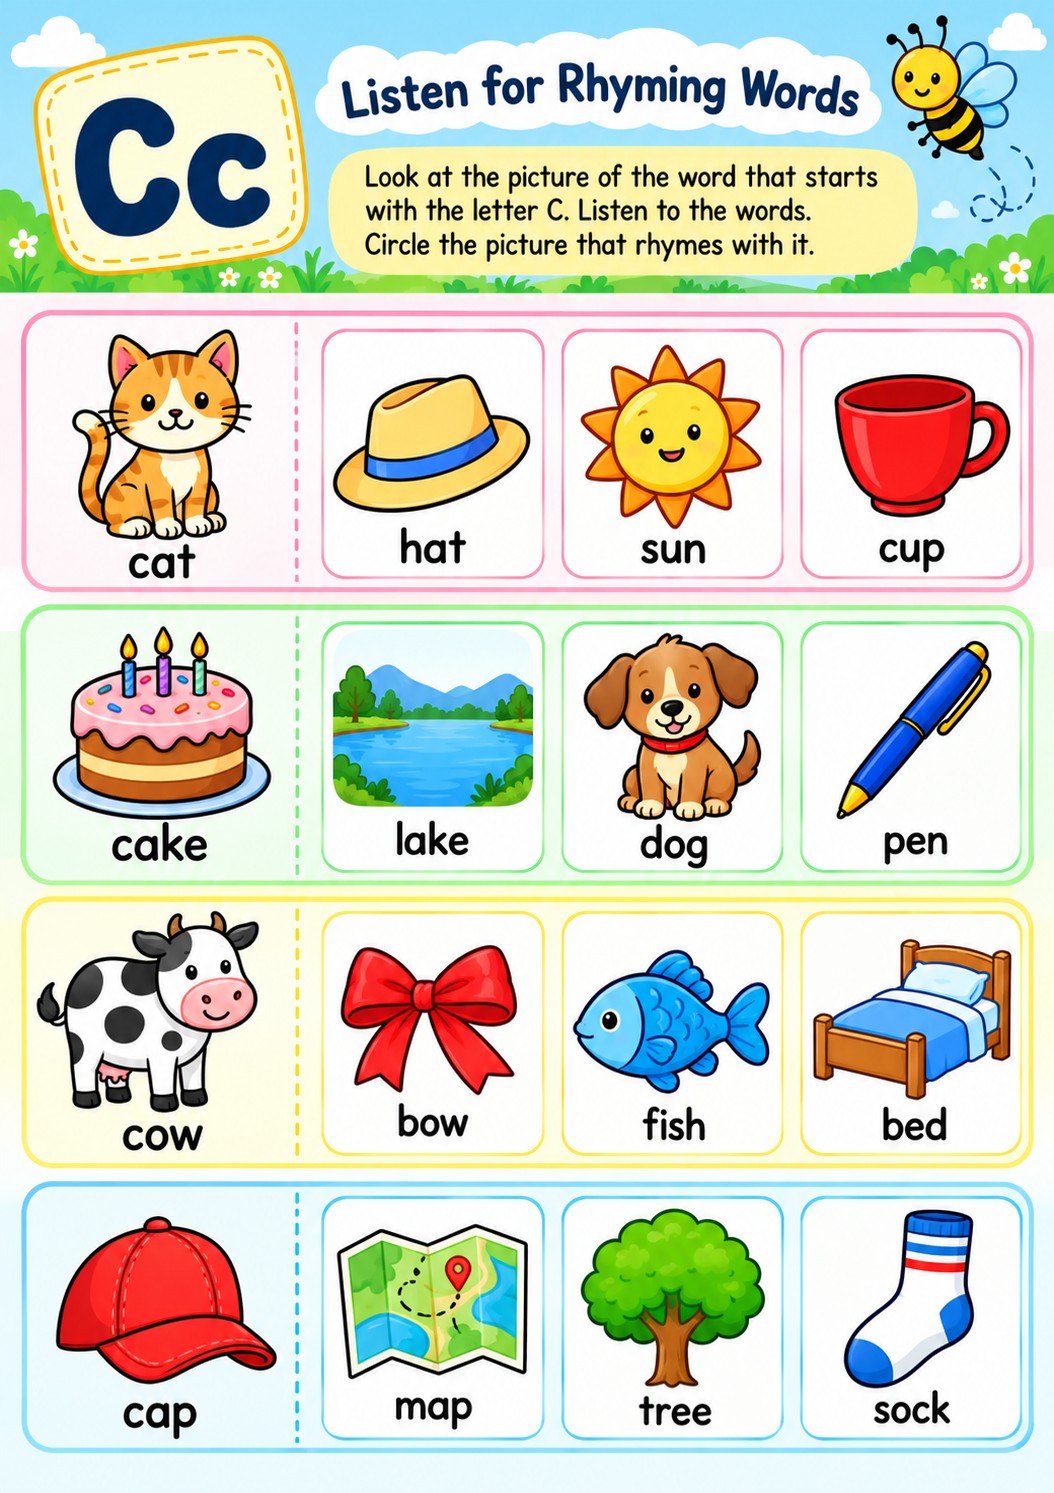 Cc
Listen for Rhyming Words
Look at the picture of the word that starts
with the letter C. Listen to the words.
Circle the picture that rhymes with it.
cat
hat
sun
cup
cake
lake
dog
pen
cow
bow
fish
bed
cap
map
tree
sock